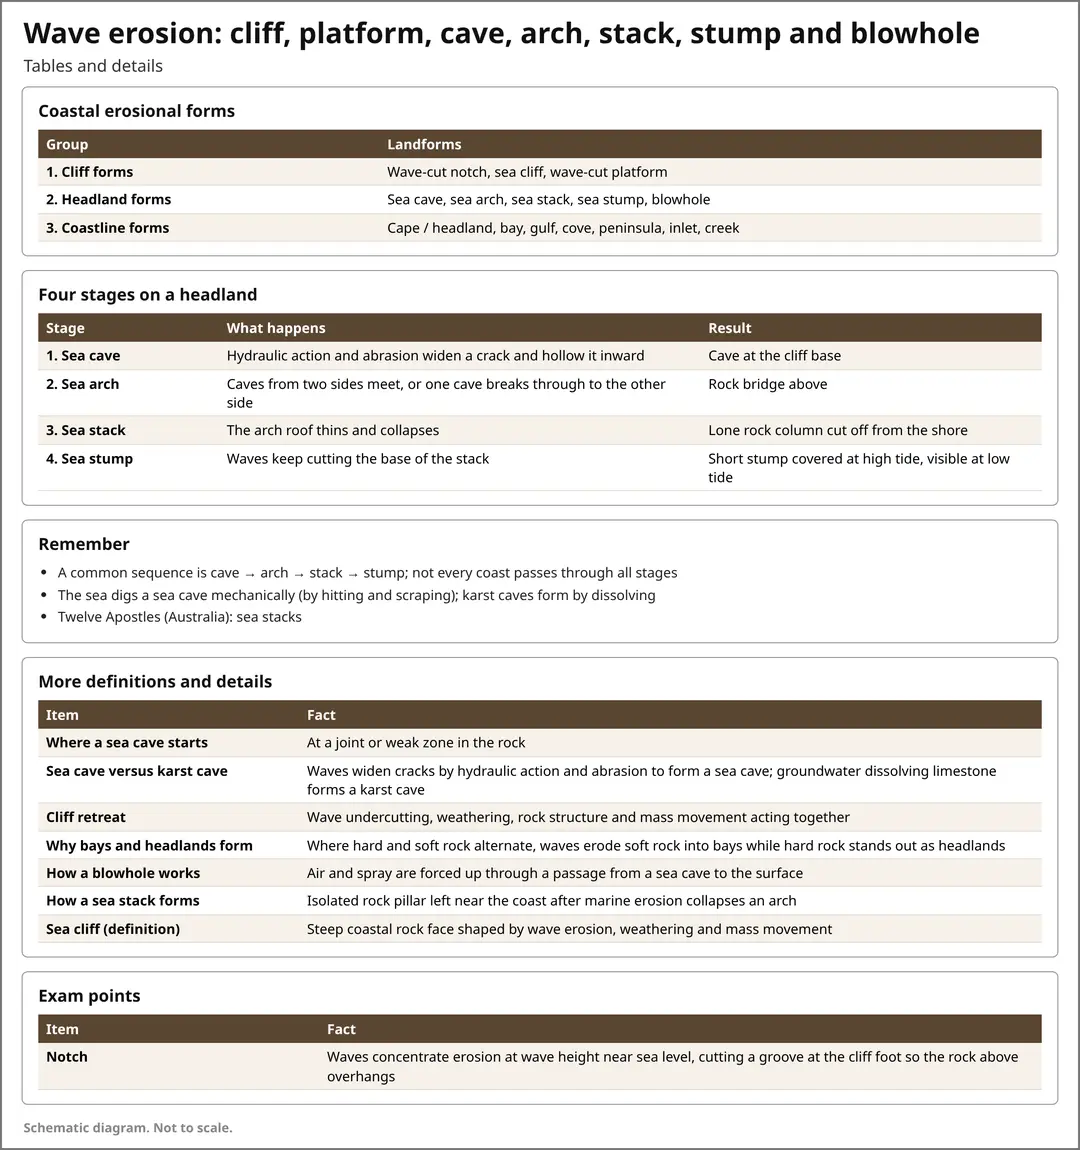 Wave erosion: cliff, platform, cave, arch, stack, stump and blowhole
Tables and details
Coastal erosional forms
Group Landforms
1. Cliff forms Wave-cut notch, sea cliff, wave-cut platform
2. Headland forms Sea cave, sea arch, sea stack, sea stump, blowhole
3. Coastline forms Cape / headland, bay, gulf, cove, peninsula, inlet, creek
Four stages on a headland
Stage What happens Result
1. Sea cave Hydraulic action and abrasion widen a crack and hollow it inward Cave at the cliff base
2. Sea arch Caves from two sides meet, or one cave breaks through to the other Rock bridge above
side
3. Sea stack The arch roof thins and collapses Lone rock column cut off from the shore
4. Sea stump Waves keep cutting the base of the stack Short stump covered at high tide, visible at low
tide
Remember
• A common sequence is cave → arch → stack → stump; not every coast passes through all stages
• The sea digs a sea cave mechanically (by hitting and scraping); karst caves form by dissolving
• Twelve Apostles (Australia): sea stacks
More definitions and details
Item Fact
Where a sea cave starts At a joint or weak zone in the rock
Sea cave versus karst cave Waves widen cracks by hydraulic action and abrasion to form a sea cave; groundwater dissolving limestone
forms a karst cave
Cliff retreat Wave undercutting, weathering, rock structure and mass movement acting together
Why bays and headlands form Where hard and soft rock alternate, waves erode soft rock into bays while hard rock stands out as headlands
How a blowhole works Air and spray are forced up through a passage from a sea cave to the surface
How a sea stack forms Isolated rock pillar left near the coast after marine erosion collapses an arch
Sea cliff (definition) Steep coastal rock face shaped by wave erosion, weathering and mass movement
Exam points
Item Fact
Notch Waves concentrate erosion at wave height near sea level, cutting a groove at the cliff foot so the rock above
overhangs
Schematic diagram. Not to scale.